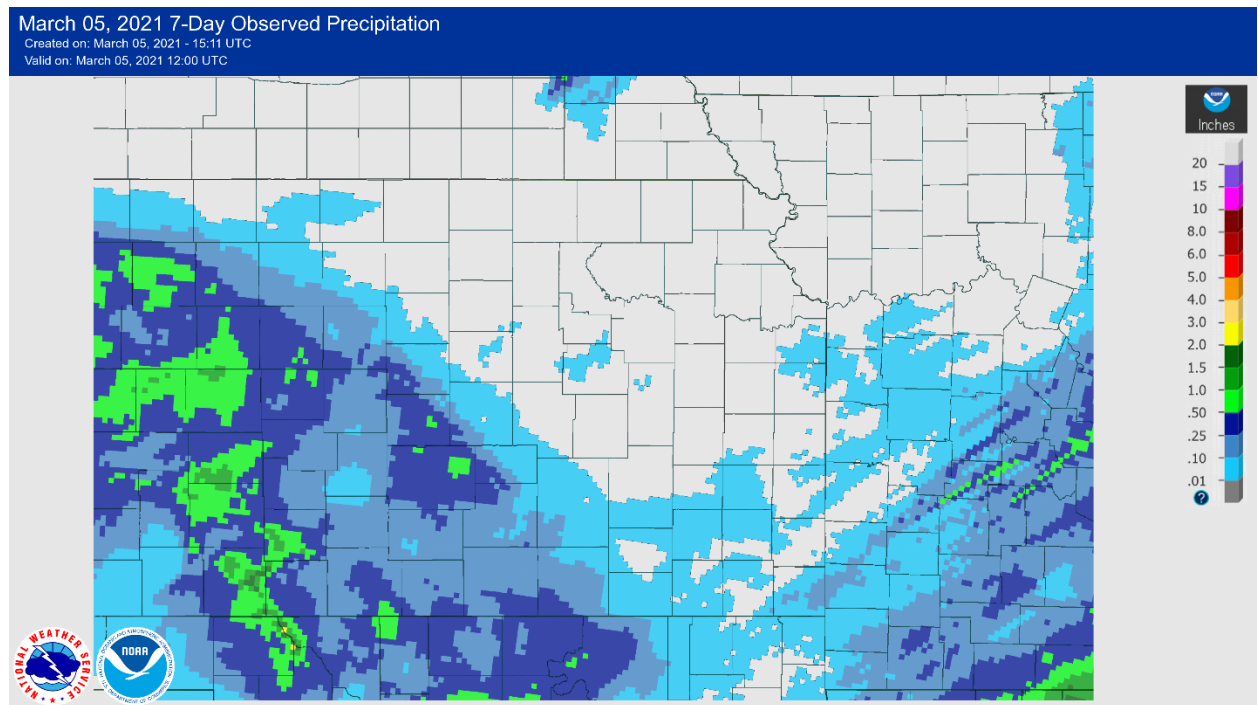 March 05, 2021 7-Day Observed Precipitation
Created on: March 05, 2021 - 15:11 UTC
Valid on: March 05, 2021 12:00 UTC
NOAA
Inches
20
15
10
8.0
6.0
5.0
4.0
3.0
2.0
1.5
1.0
.50
.25
.10
.01
?
NATIONAL WEATHER SERVICE
NOAA